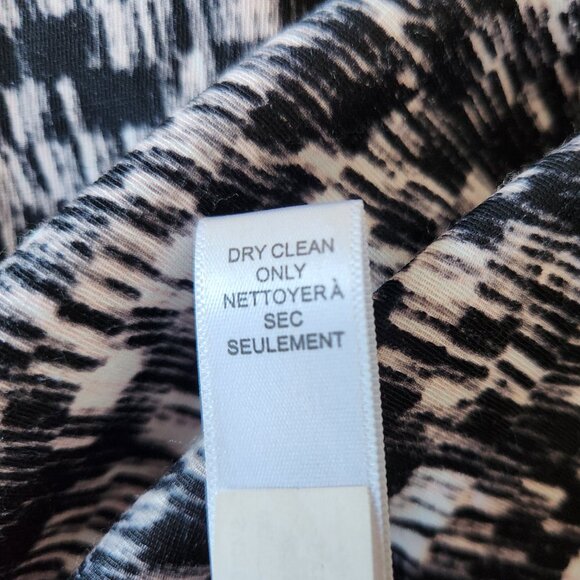 DRY CLEAN
ONLY
NETTOYER À
SEC
SEULEMENT